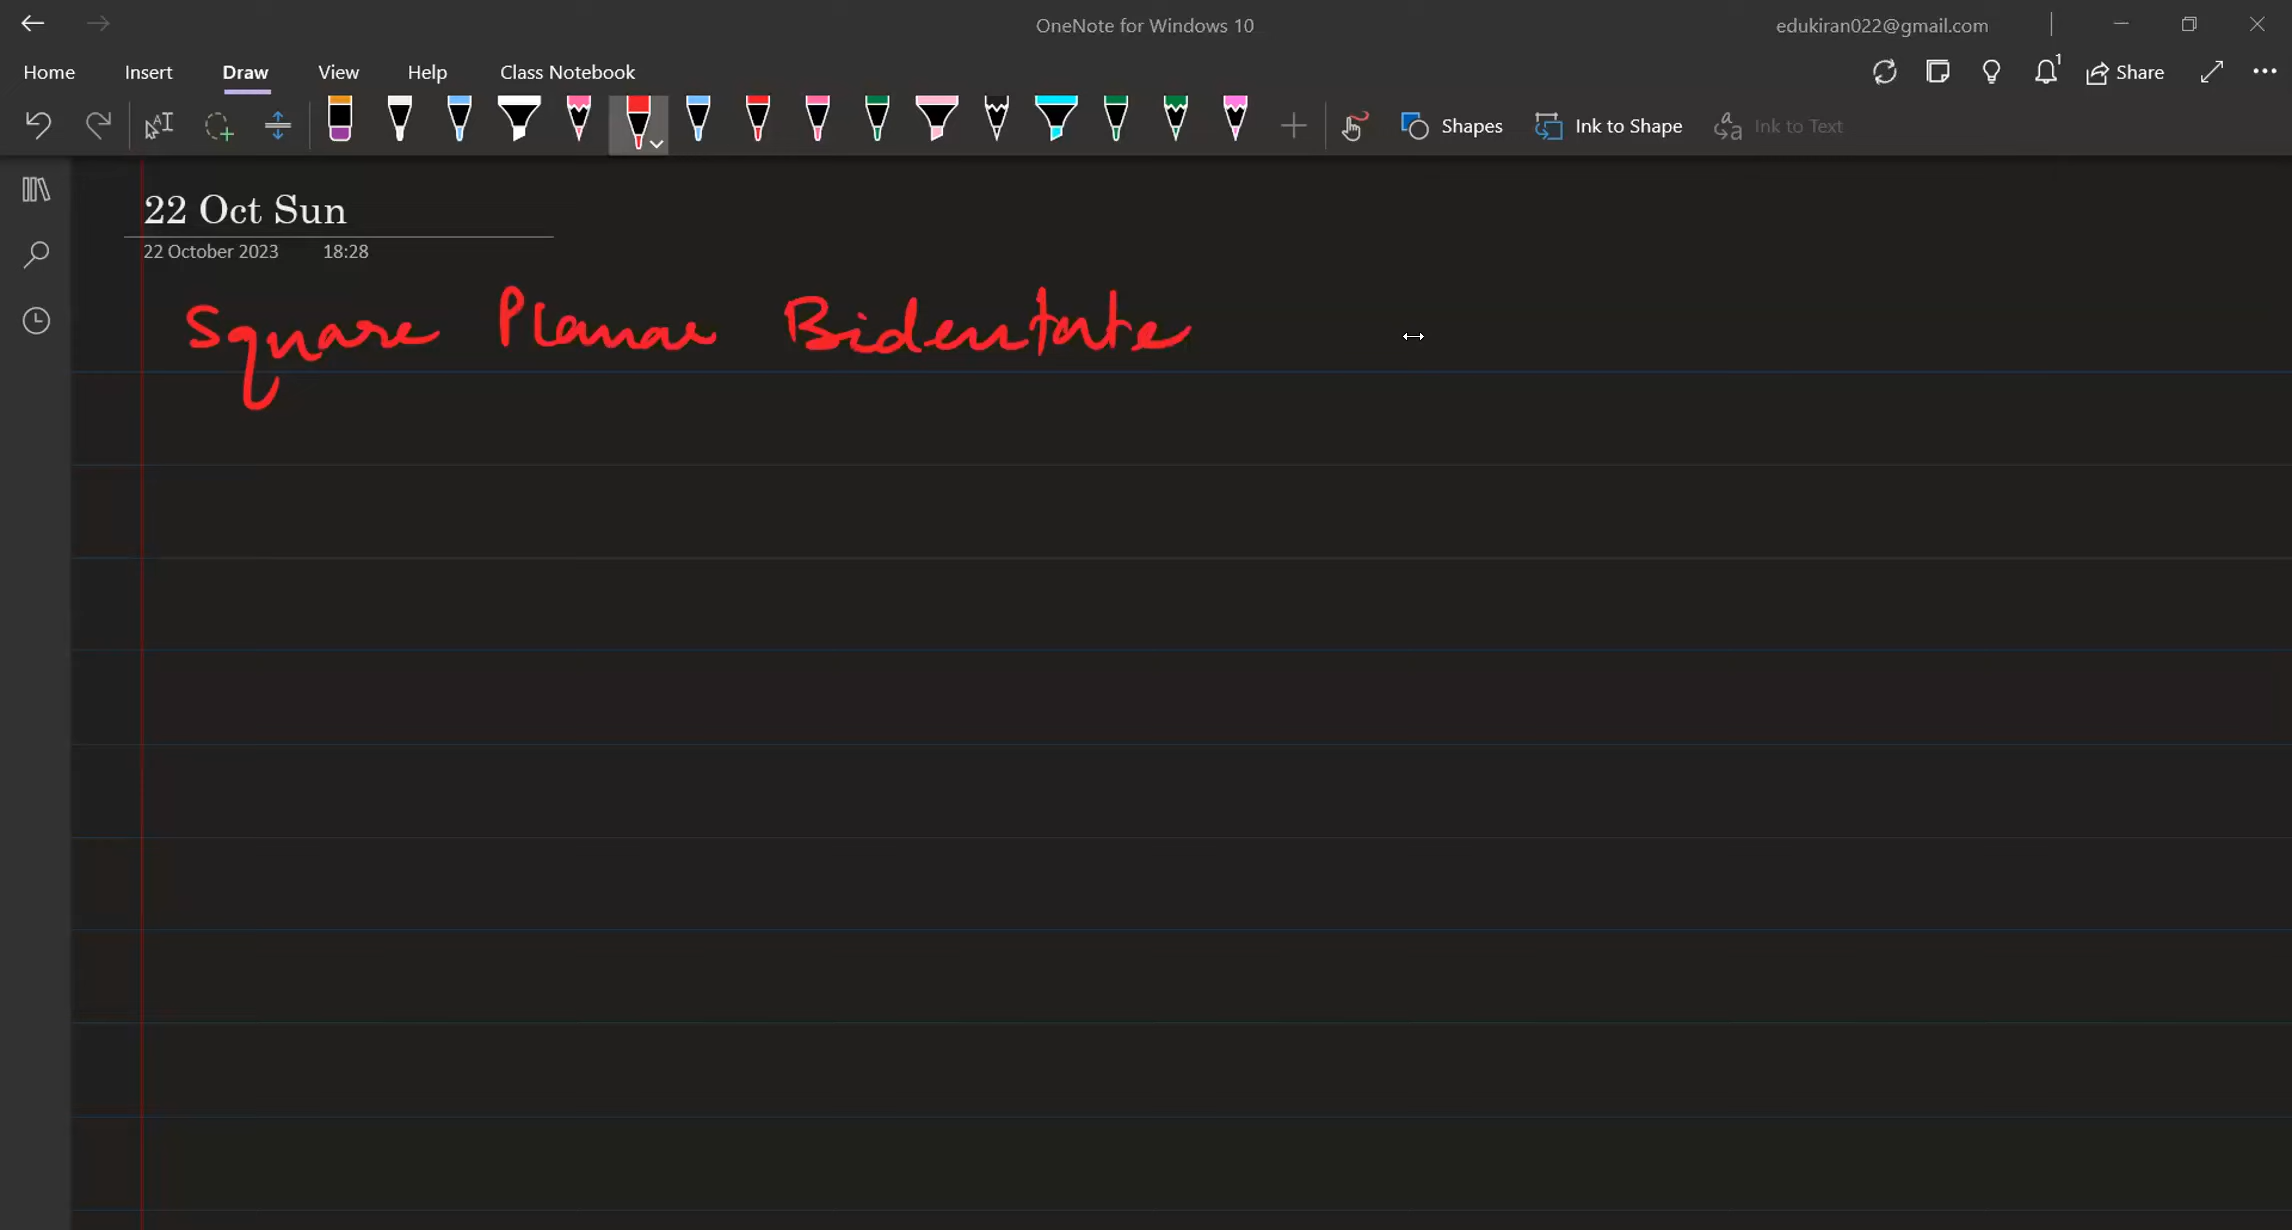 OneNote for Windows 10
edukiran022@gmail.com
Home Insert Draw View Help Class Notebook
1 Share
Shapes Ink to Shape Ink to Text
22 Oct Sun
22 October 2023 18:28
Square Planar Bidentate